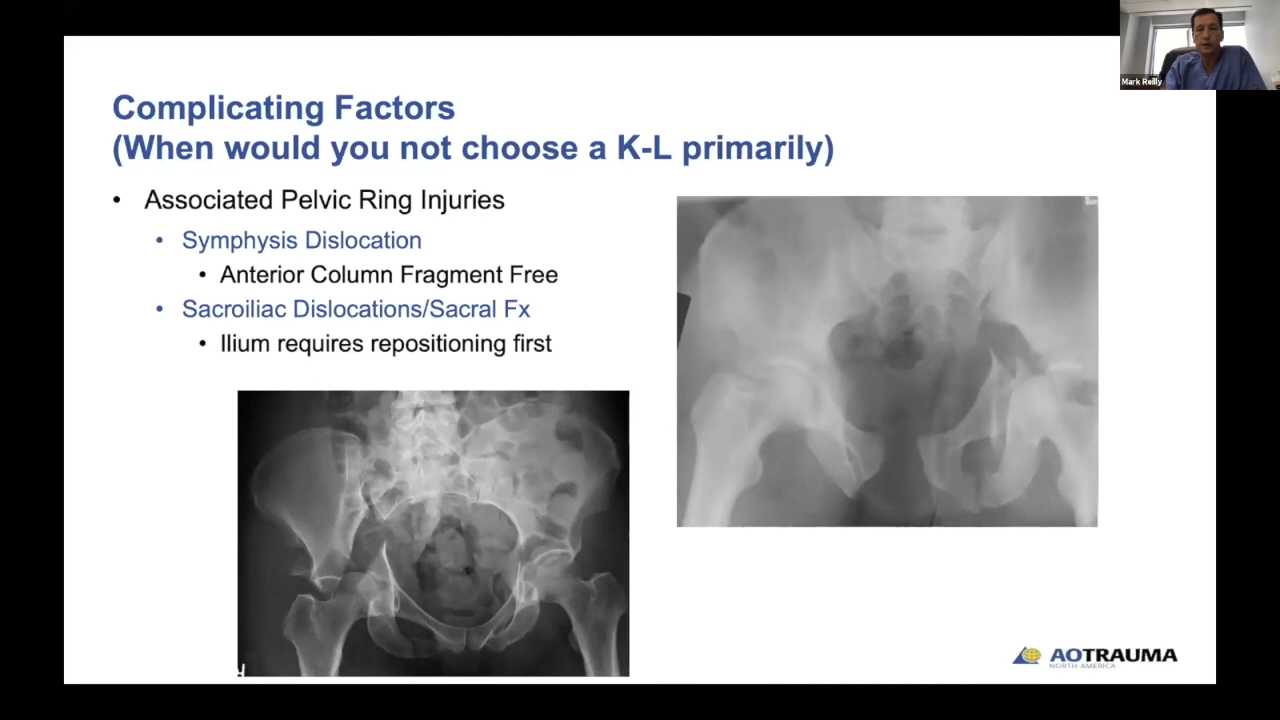 Mark Reilly
Complicating Factors
(When would you not choose a K-L primarily)
• Associated Pelvic Ring Injuries
• Symphysis Dislocation
• Anterior Column Fragment Free
• Sacroiliac Dislocations/Sacral Fx
• Ilium requires repositioning first
AOTRAUMA
NORTH AMERICA